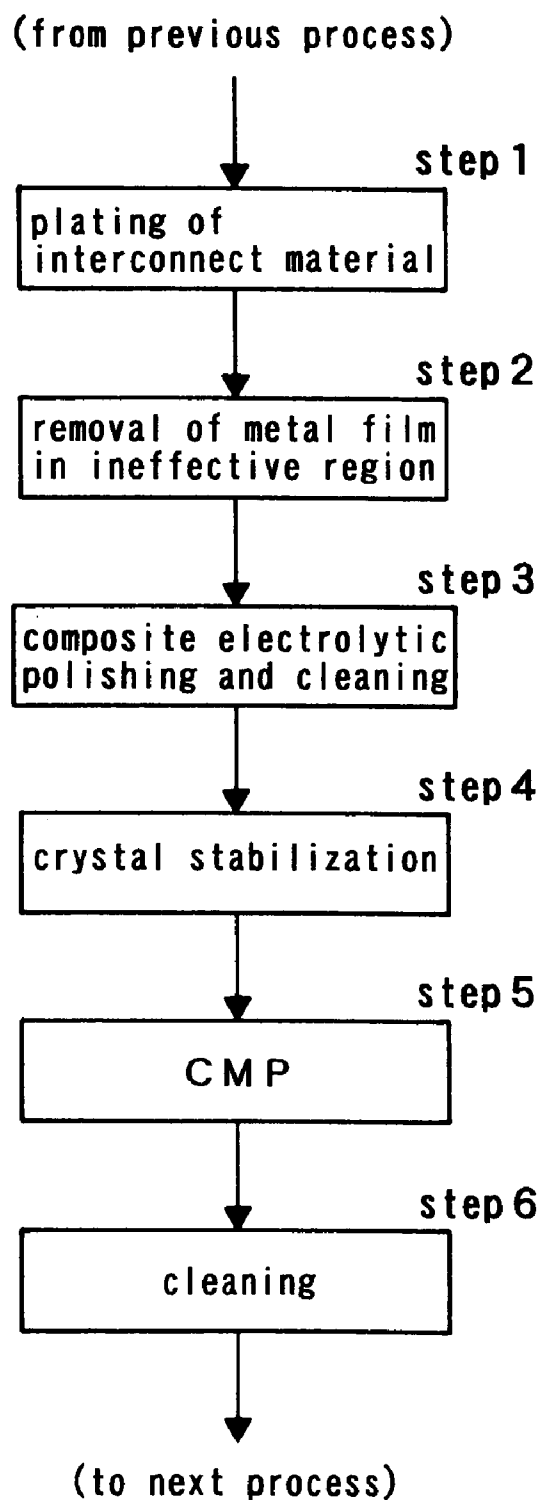 (from previous process)
step 1
plating of
interconnect material
step 2
removal of metal film
in ineffective region
step 3
composite electrolytic
polishing and cleaning
step 4
crystal stabilization
step 5
CMP
step 6
cleaning
(to next process)